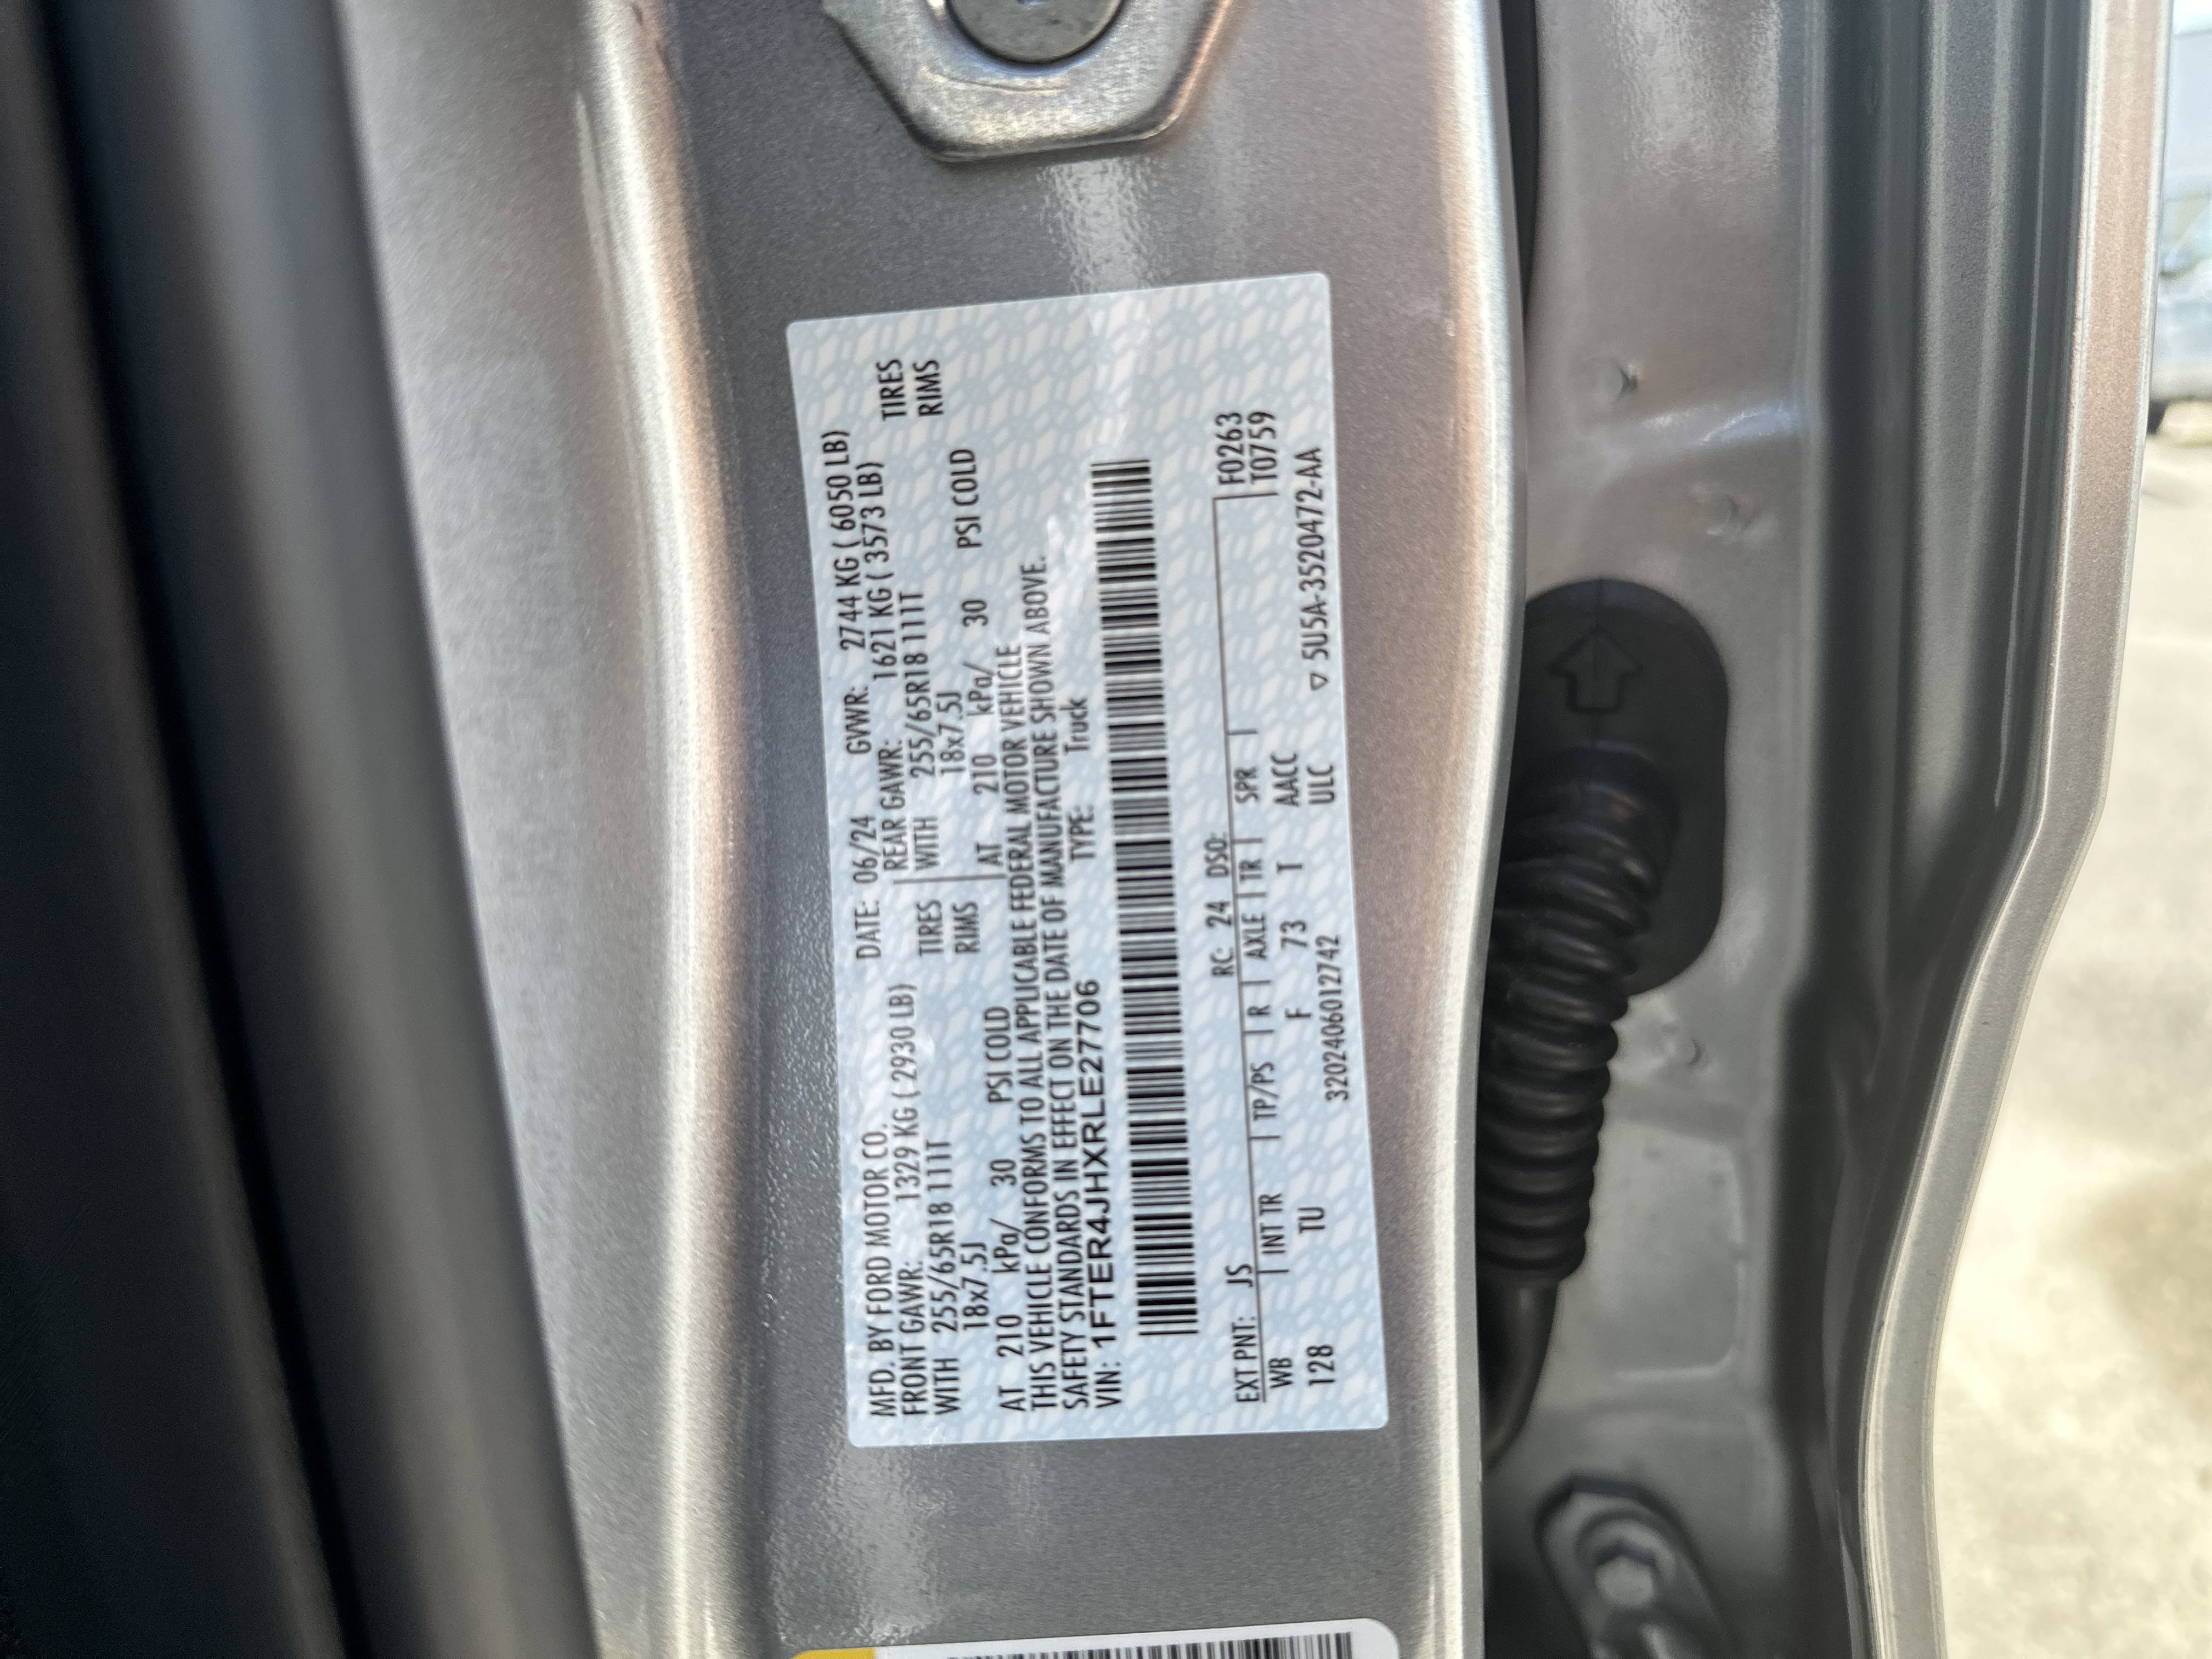 MFD. BY FORD MOTOR CO. DATE: 06/24 GVWR: 2744 KG ( 6050 LB)
FRONT GAWR: 1329 KG ( 2930 LB) REAR GAWR: 1621 KG ( 3573 LB)
WITH 255/65R18 111T TIRES WITH 255/65R18 111T TIRES
18x7.5J RIMS 18x7.5J RIMS
AT 210 kPa/ 30 PSI COLD AT 210 kPa/ 30 PSI COLD
THIS VEHICLE CONFORMS TO ALL APPLICABLE FEDERAL MOTOR VEHICLE
SAFETY STANDARDS IN EFFECT ON THE DATE OF MANUFACTURE SHOWN ABOVE.
VIN: 1FTER4JHXRLE27706 TYPE: Truck
EXT PNT: JS RC: 24 DSO: F0263
WB | INT TR | TP/PS | R | AXLE | TR | SPR | T0759
128 TU F 73 T AACC
3202406012742 ULC ▽ 5U5A-3520472-AA